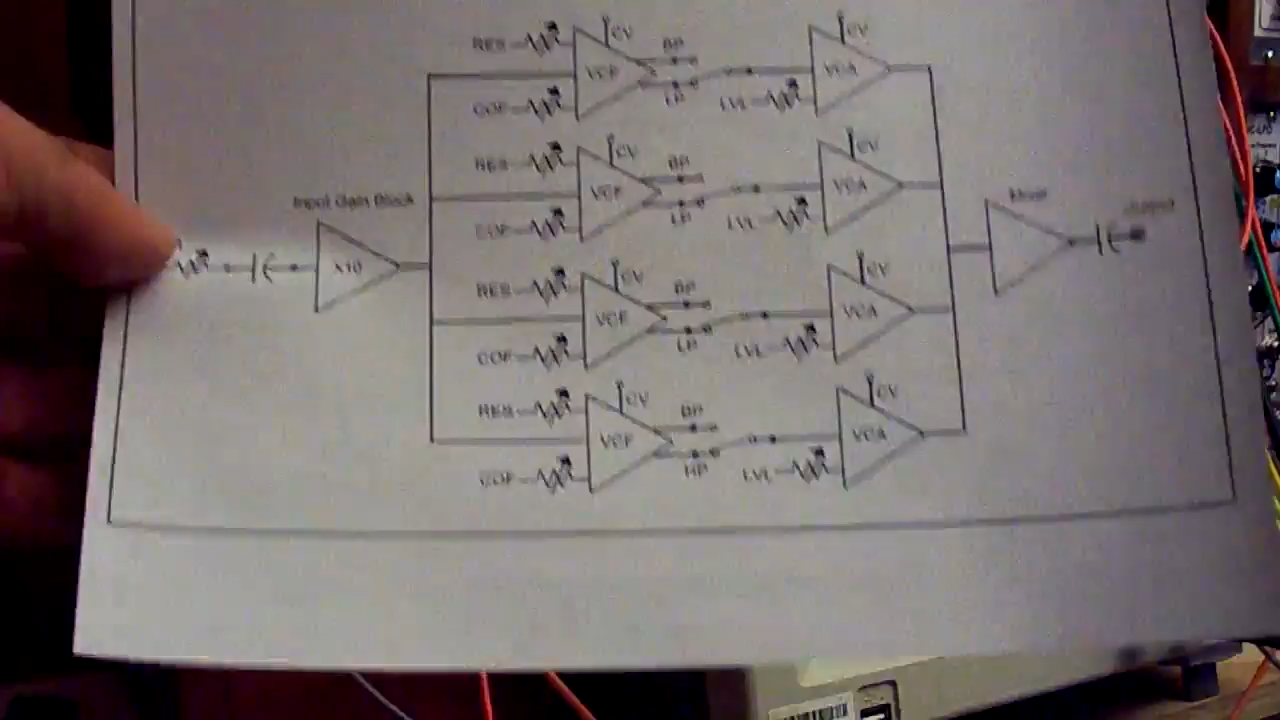 RES
CV
BP
CV
VCF
VCA
COF
LP
LVL
RES
CV
BP
CV
VCF
VCA
COF
LP
LVL
Input Gain Block
Mixer
Output
X10
RES
CV
BP
CV
VCF
VCA
COF
LP
LVL
RES
CV
BP
CV
VCF
VCA
COF
HP
LVL